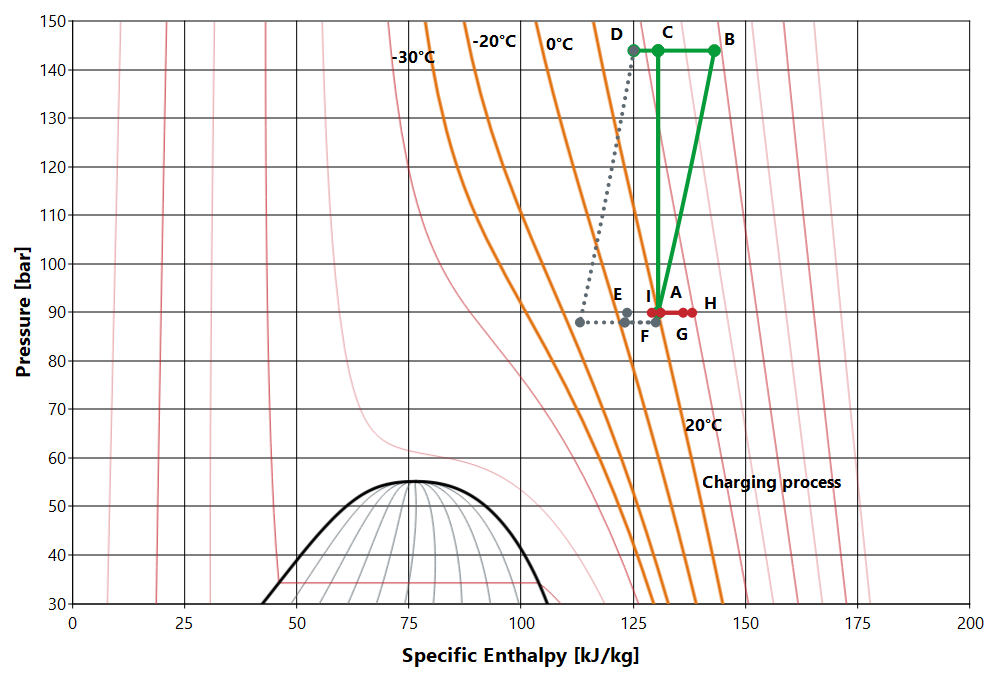 150
140
130
120
110
100
90
80
70
60
50
40
30
Pressure [bar]
-30°C
-20°C
0°C
D
C
B
E
I
A
H
F
G
20°C
Charging process
0
25
50
75
100
125
150
175
200
Specific Enthalpy [kJ/kg]